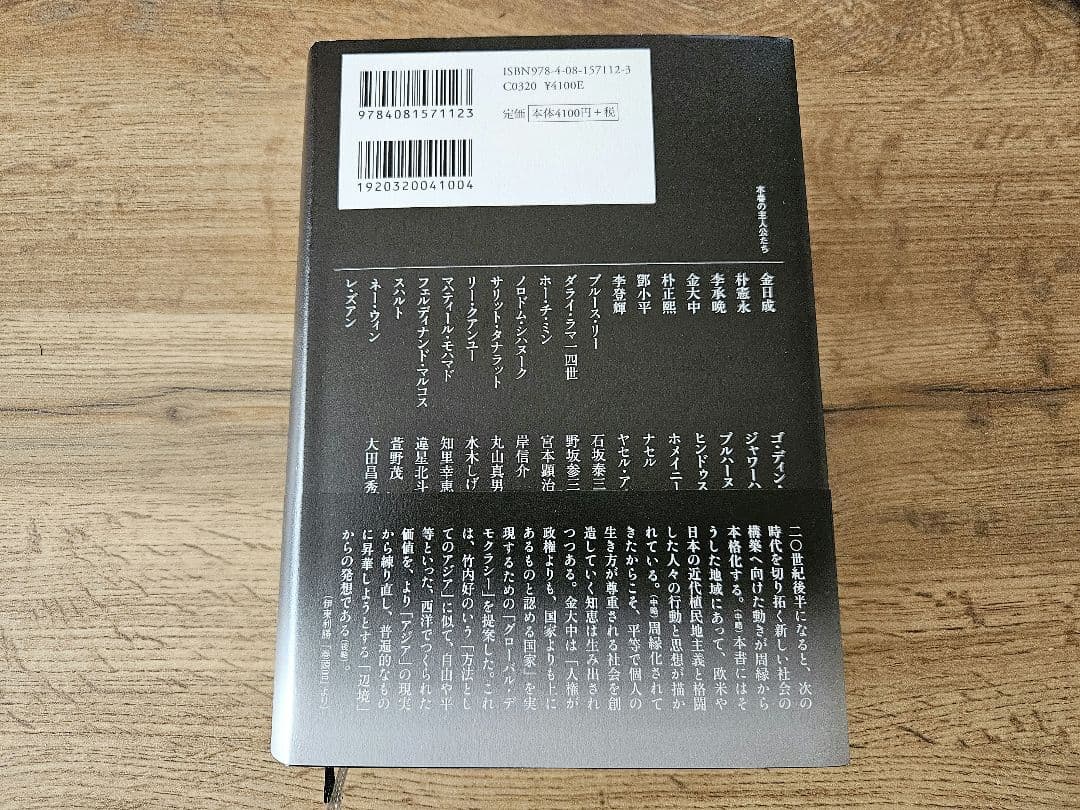 ISBN978-4-08-157112-3
C0320 ¥4100E
定価 本体4100円+税
9784081571123
1920320041004
本巻の主人公たち
金日成
朴憲永
李承晩
金大中
朴正熙
鄧小平
李登輝
ブルース・リー
ダライ・ラマ一四世
ホー・チ・ミン
ノロドム・シハヌーク
サリット・タナラット
リー・クアンユー
マハティール・モハマド
フェルディナンド・マルコス
スハルト
ネー・ウィン
レ・ズアン
ゴ・ディン・
ジャワーハ
ブルハーヌ
ヒンドゥス
ホメイニー
ナセル
ヤセル・ア
石坂泰三
野坂参三
宮本顕治
岸信介
丸山真男
水木しげ
知里幸恵
違星北斗
萱野茂
大田昌秀
二〇世紀後半になると、次の
時代を切り拓く新しい社会の
構築へ向けた動きが周縁から
本格化する。(中略)本書にはそ
うした地域にあって、欧米や
日本の近代植民地主義と格闘
した人々の行動と思想が描か
れている。(中略)周縁化されて
きたからこそ、平等で個人の
生き方が尊重される社会を創
造していく知恵は生み出され
つつある。金大中は「人権が
政権よりも、国家よりも上に
あるものと認める国家」を実
現するための「グローバル・デ
モクラシー」を提案した。これ
は、竹内好のいう「方法とし
てのアジア」に似て、自由や平
等といった、西洋でつくられた
価値を、より「アジア」の現実
から練り直し、普遍的なもの
に昇華しようとする「辺境」
からの発想である(後略)。
(伊東利勝「巻頭言」より)